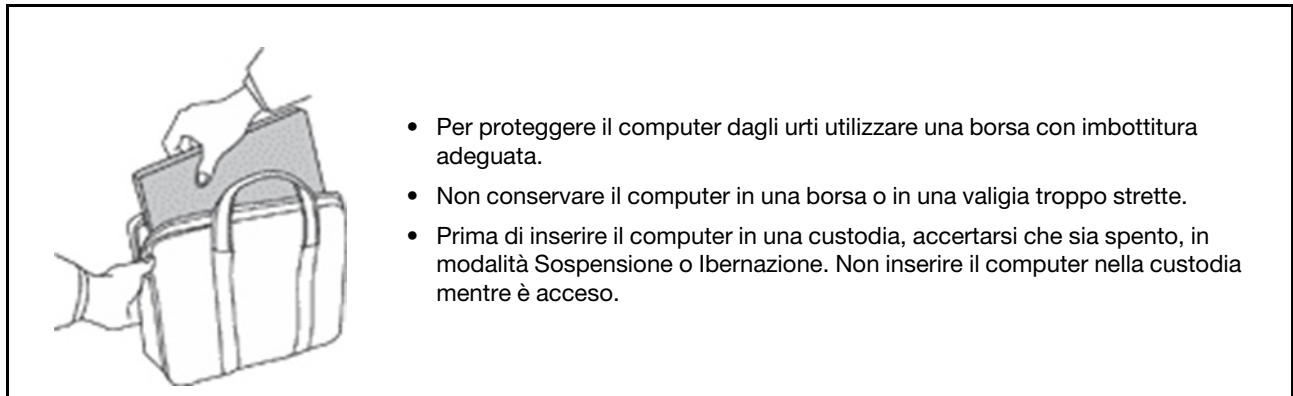 • Per proteggere il computer dagli urti utilizzare una borsa con imbottitura
adeguata.
• Non conservare il computer in una borsa o in una valigia troppo strette.
• Prima di inserire il computer in una custodia, accertarsi che sia spento, in
modalità Sospensione o Ibernazione. Non inserire il computer nella custodia
mentre è acceso.